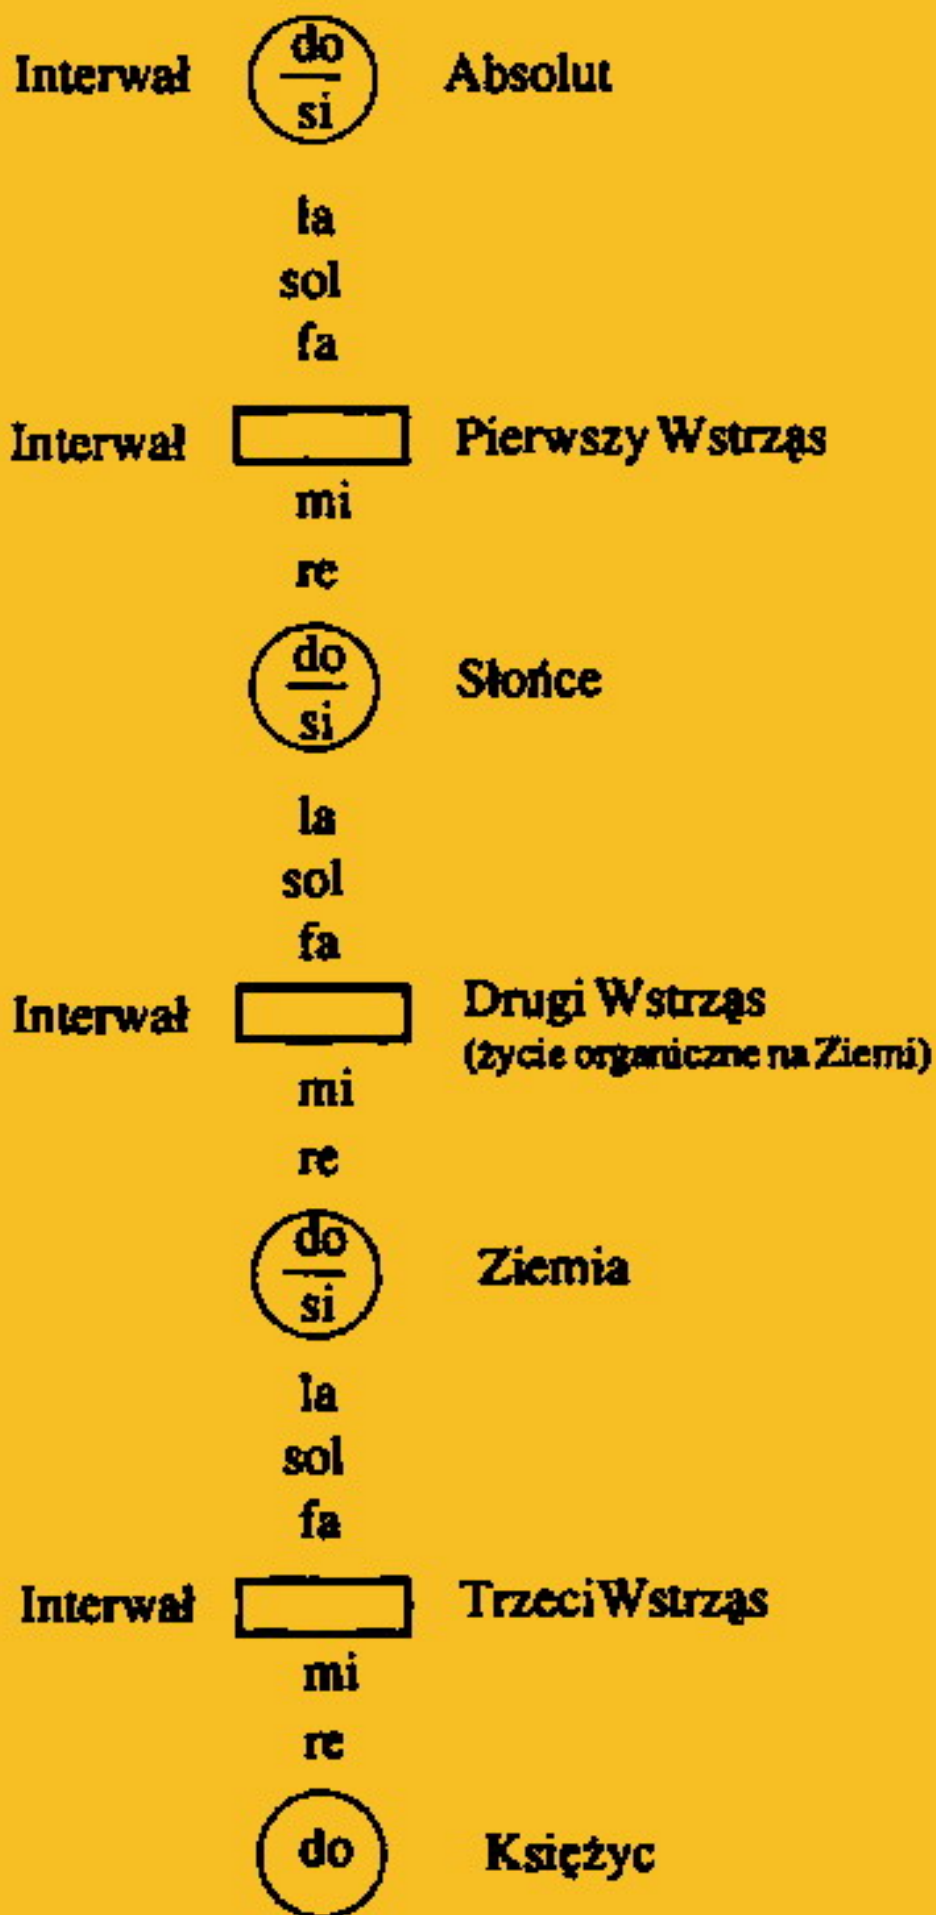 Interwał do Absolut
si
la
sol
fa
Interwał Pierwszy Wstrząs
mi
re
do Słońce
si
la
sol
fa
Interwał Drugi Wstrząs
(życie organiczne na Ziemi)
mi
re
do Ziemia
si
la
sol
fa
Interwał Trzeci Wstrząs
mi
re
do Księżyc